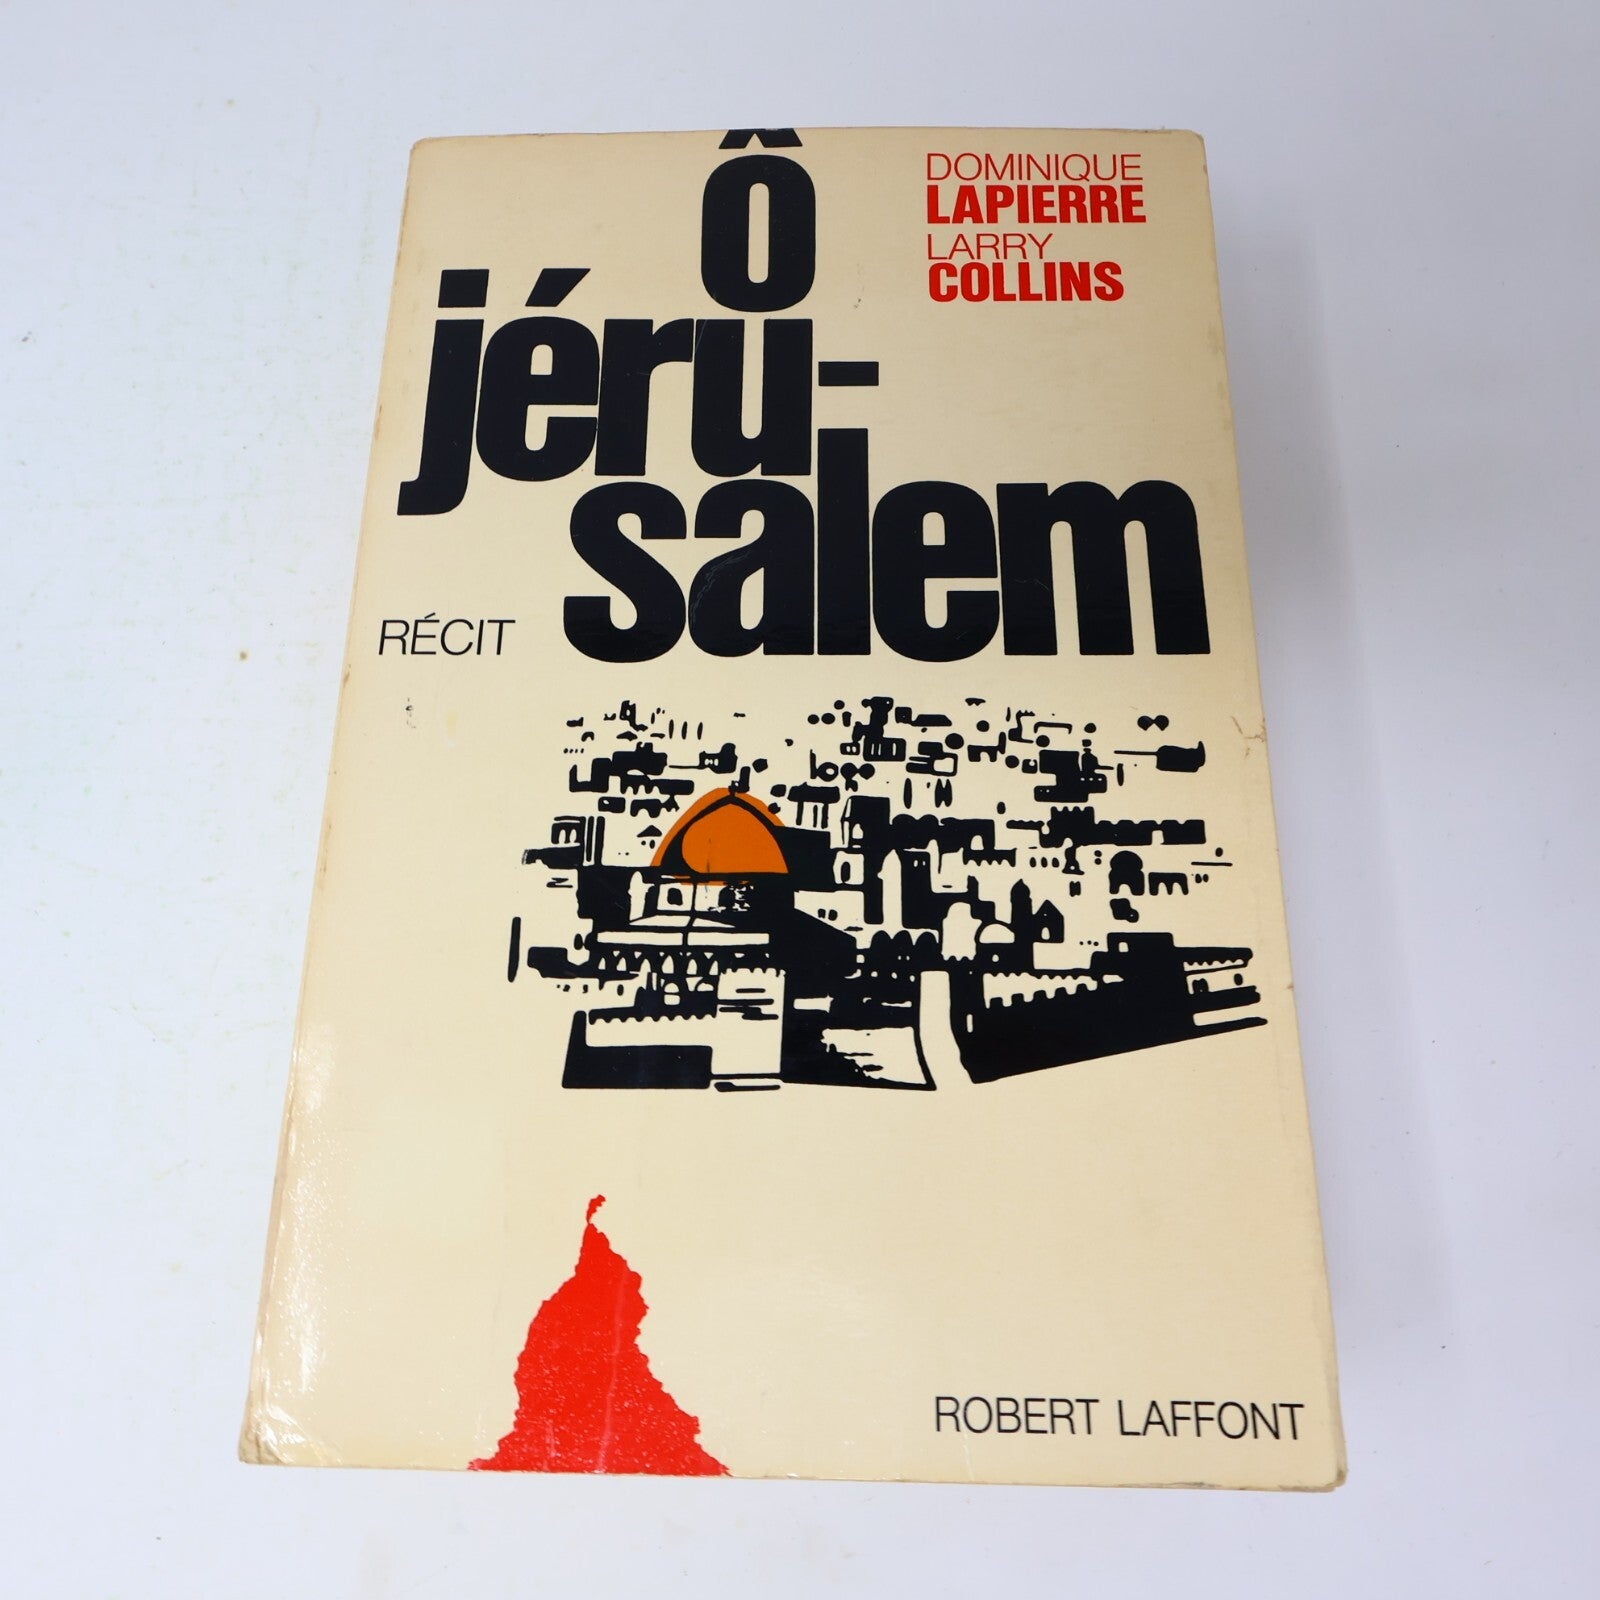 Ô
jéru-
salem
DOMINIQUE
LAPIERRE
LARRY
COLLINS
RÉCIT
ROBERT LAFFONT